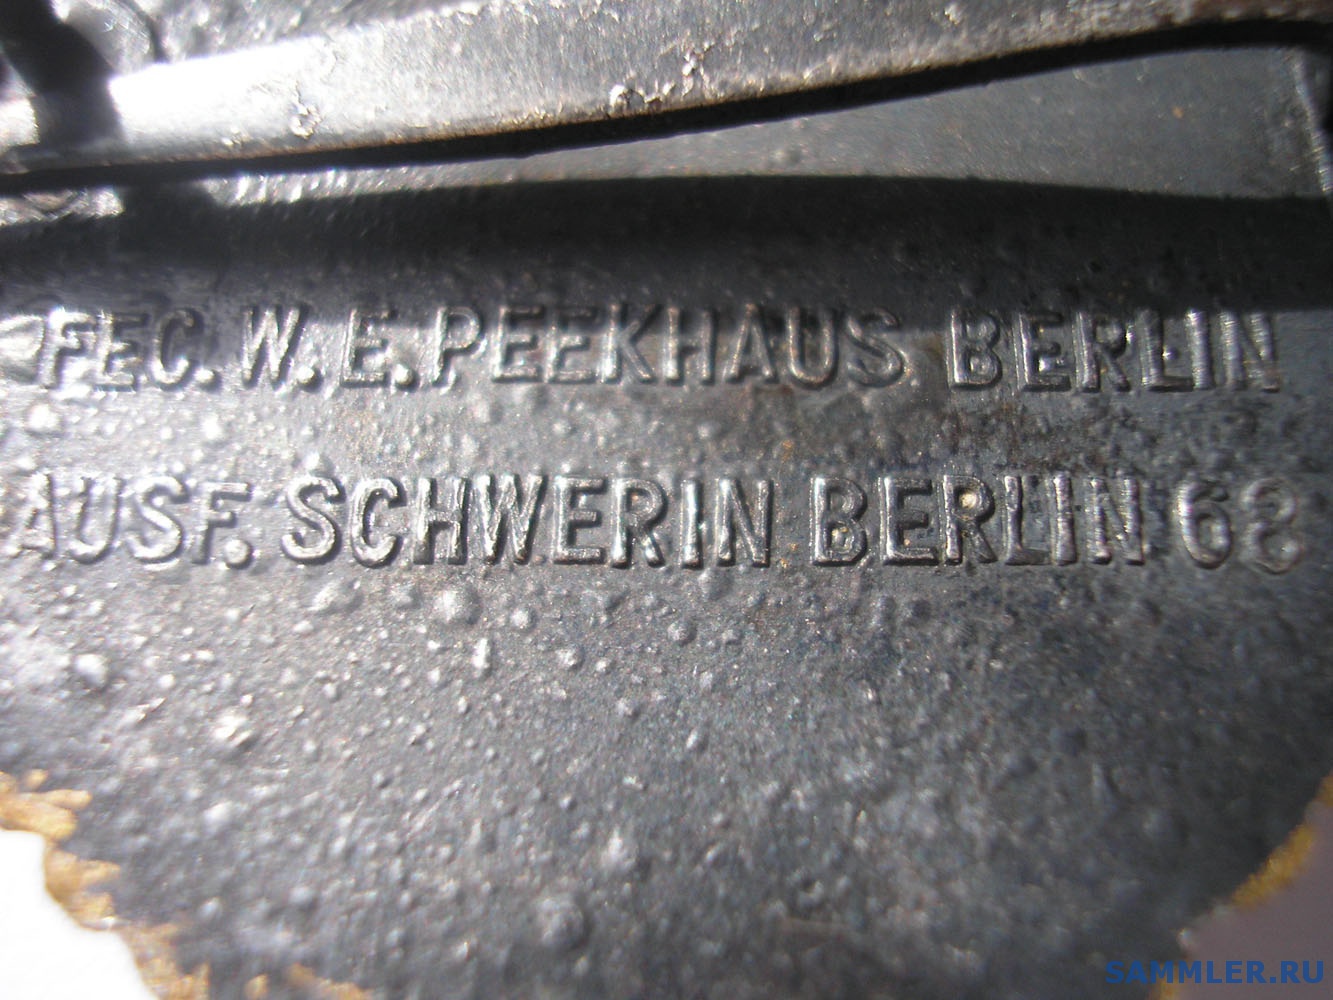 FEC. W. E. PEEKHAUS BERLIN
AUSF. SCHWERIN BERLIN 68
SAMMLER.RU